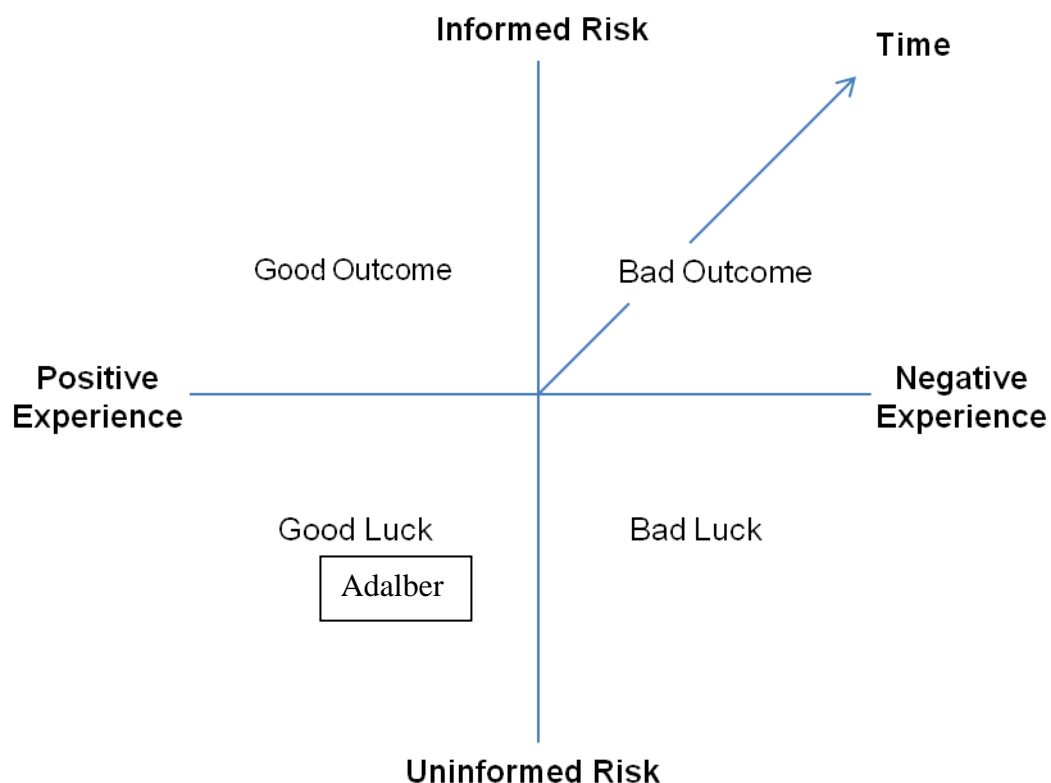 Informed Risk
Time
Good Outcome
Bad Outcome
Positive
Experience
Negative
Experience
Good Luck
Bad Luck
Adalber
Uninformed Risk